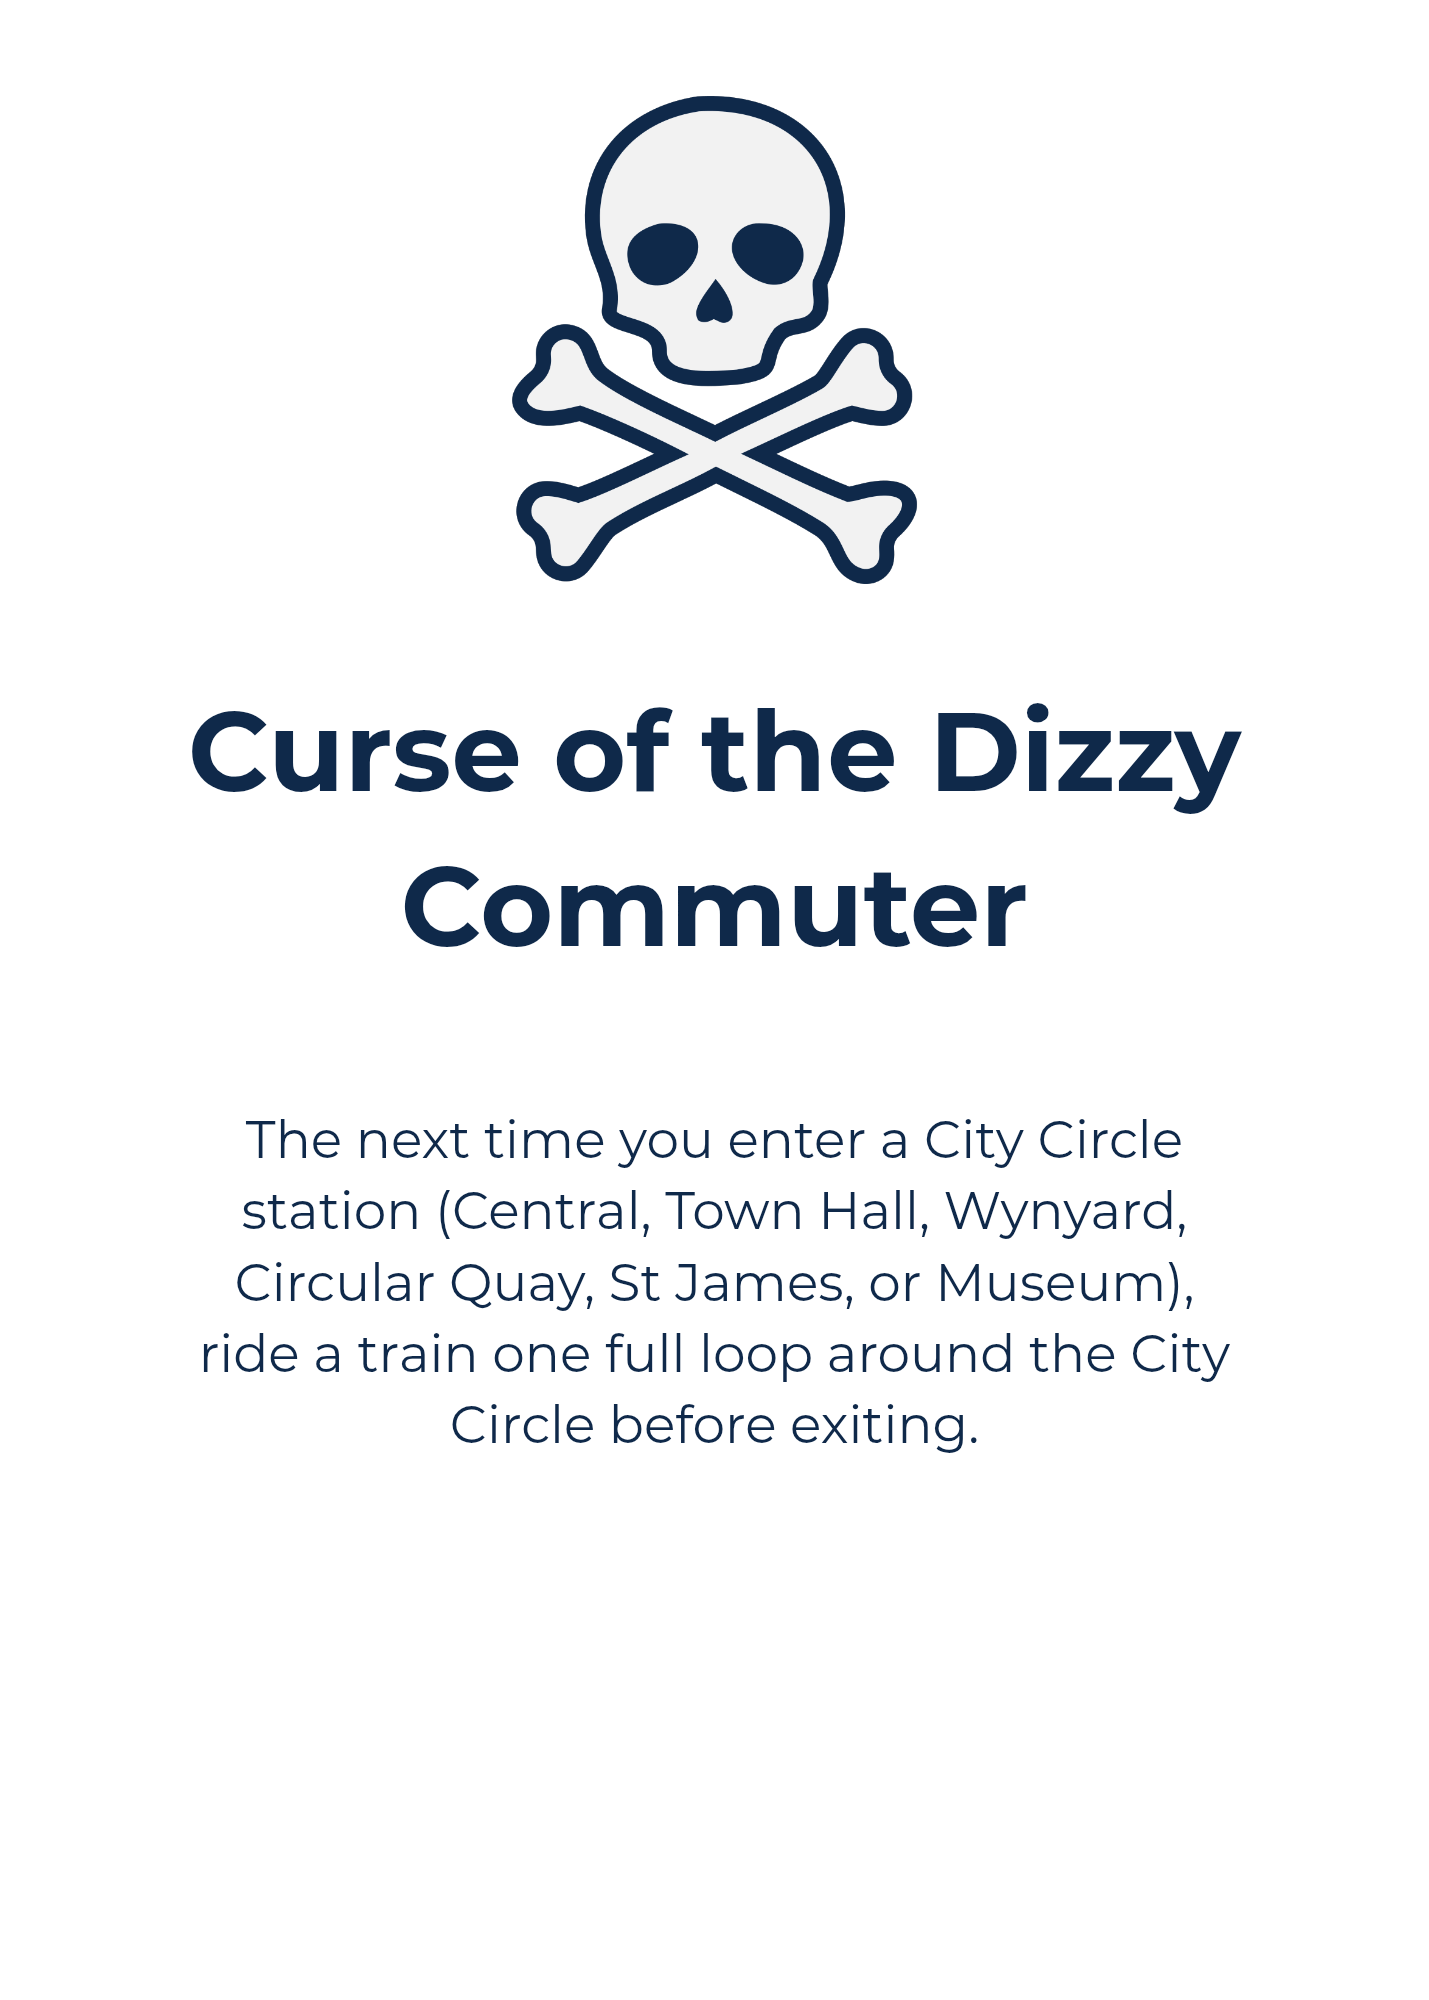 Curse of the Dizzy
Commuter
The next time you enter a City Circle
station (Central, Town Hall, Wynyard,
Circular Quay, St James, or Museum),
ride a train one full loop around the City
Circle before exiting.